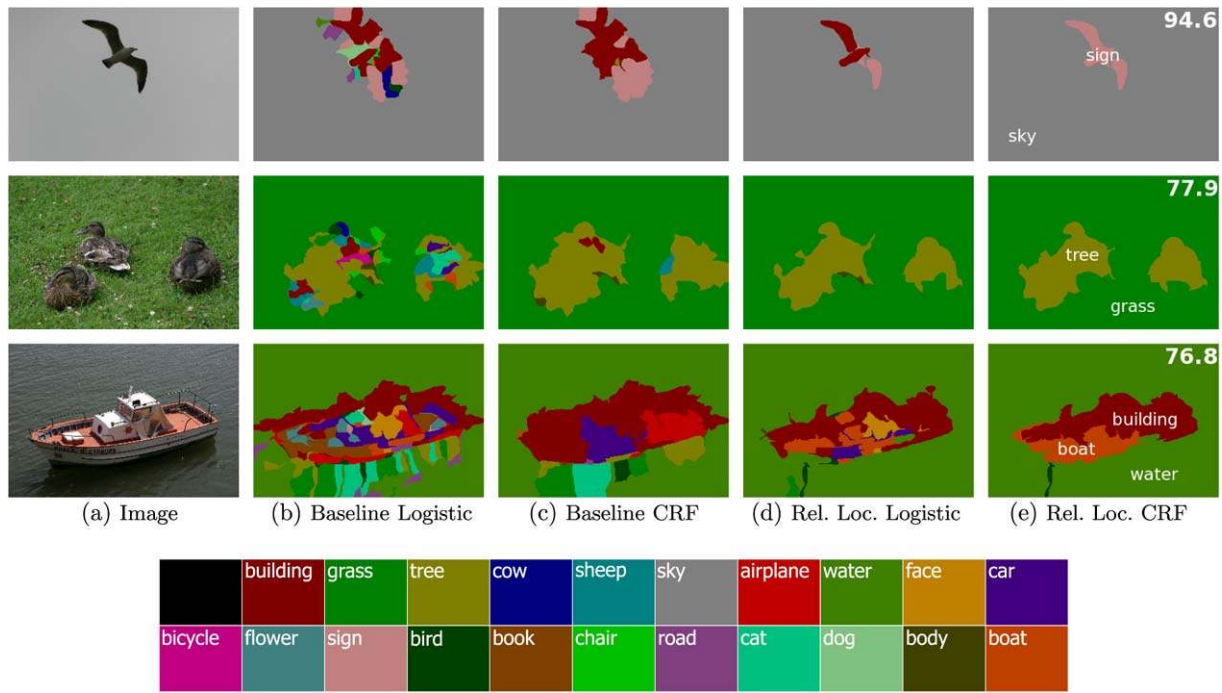 94.6
sign
sky
77.9
tree
grass
76.8
building
boat
water
(a) Image (b) Baseline Logistic (c) Baseline CRF (d) Rel. Loc. Logistic (e) Rel. Loc. CRF
building grass tree cow sheep sky airplane water face car
bicycle flower sign bird book chair road cat dog body boat